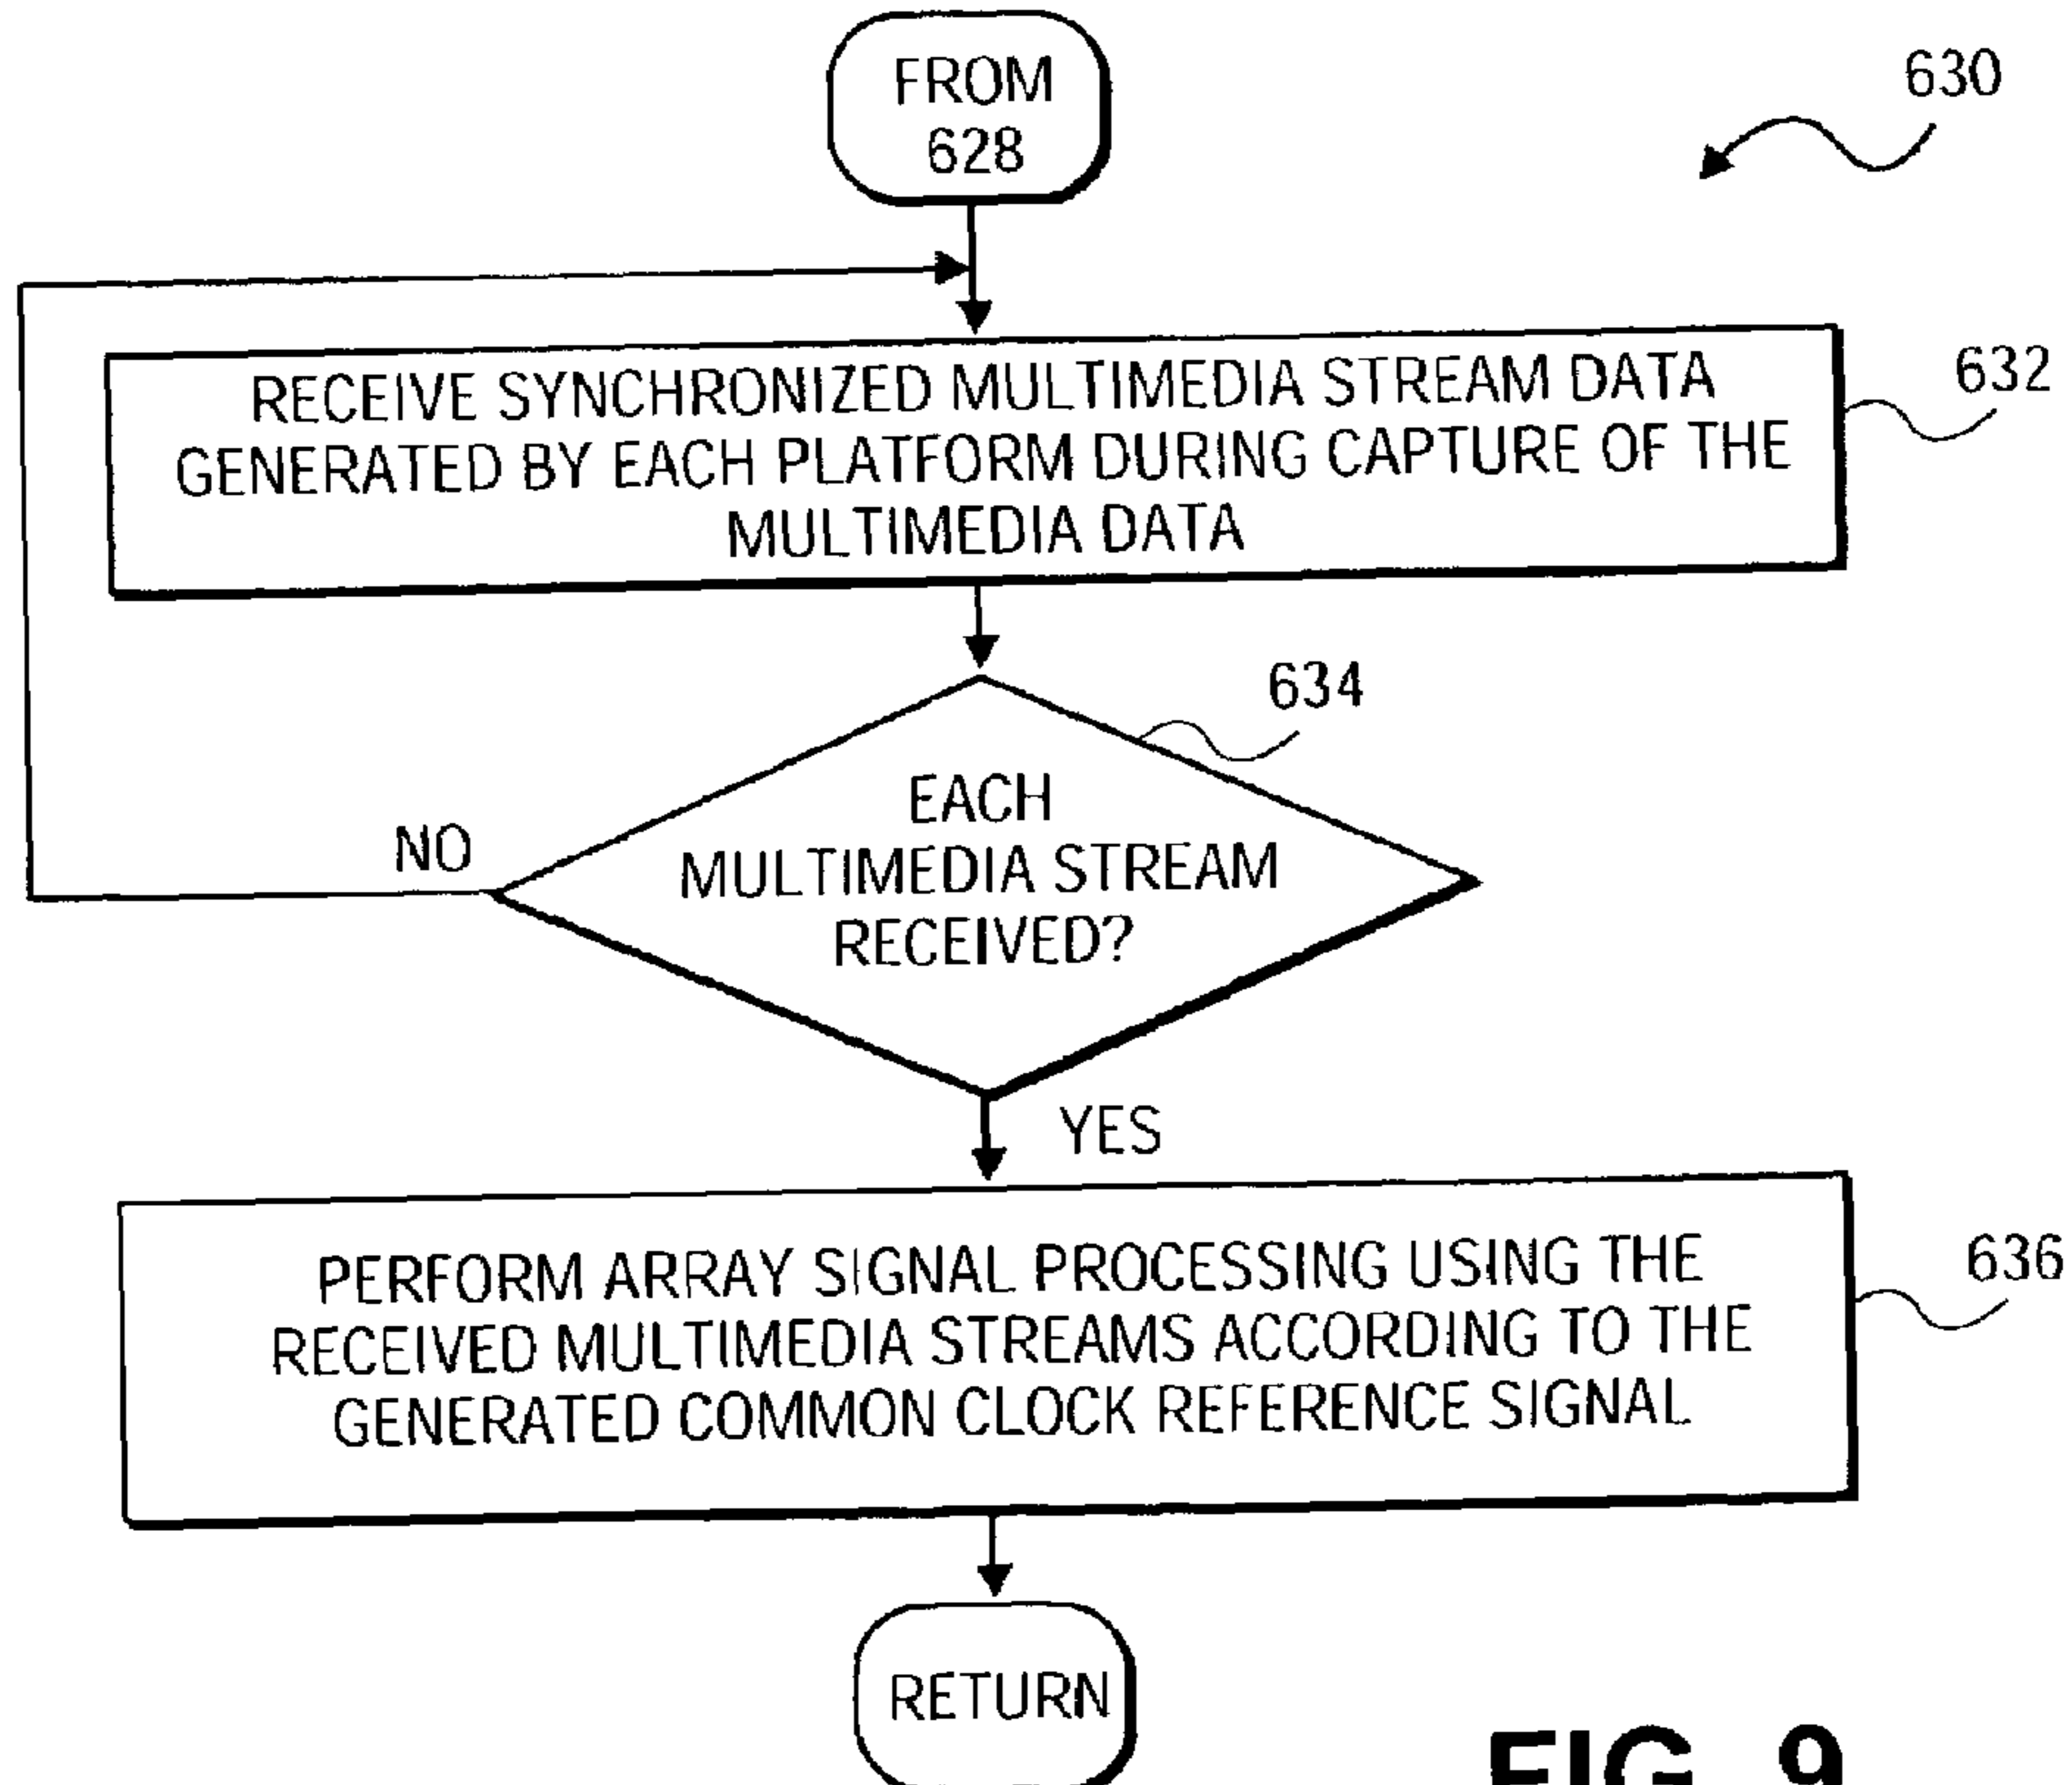 FROM
628
630
RECEIVE SYNCHRONIZED MULTIMEDIA STREAM DATA
GENERATED BY EACH PLATFORM DURING CAPTURE OF THE
MULTIMEDIA DATA
632
634
EACH
MULTIMEDIA STREAM
RECEIVED?
NO
YES
PERFORM ARRAY SIGNAL PROCESSING USING THE
RECEIVED MULTIMEDIA STREAMS ACCORDING TO THE
GENERATED COMMON CLOCK REFERENCE SIGNAL
636
RETURN
FIG. 9